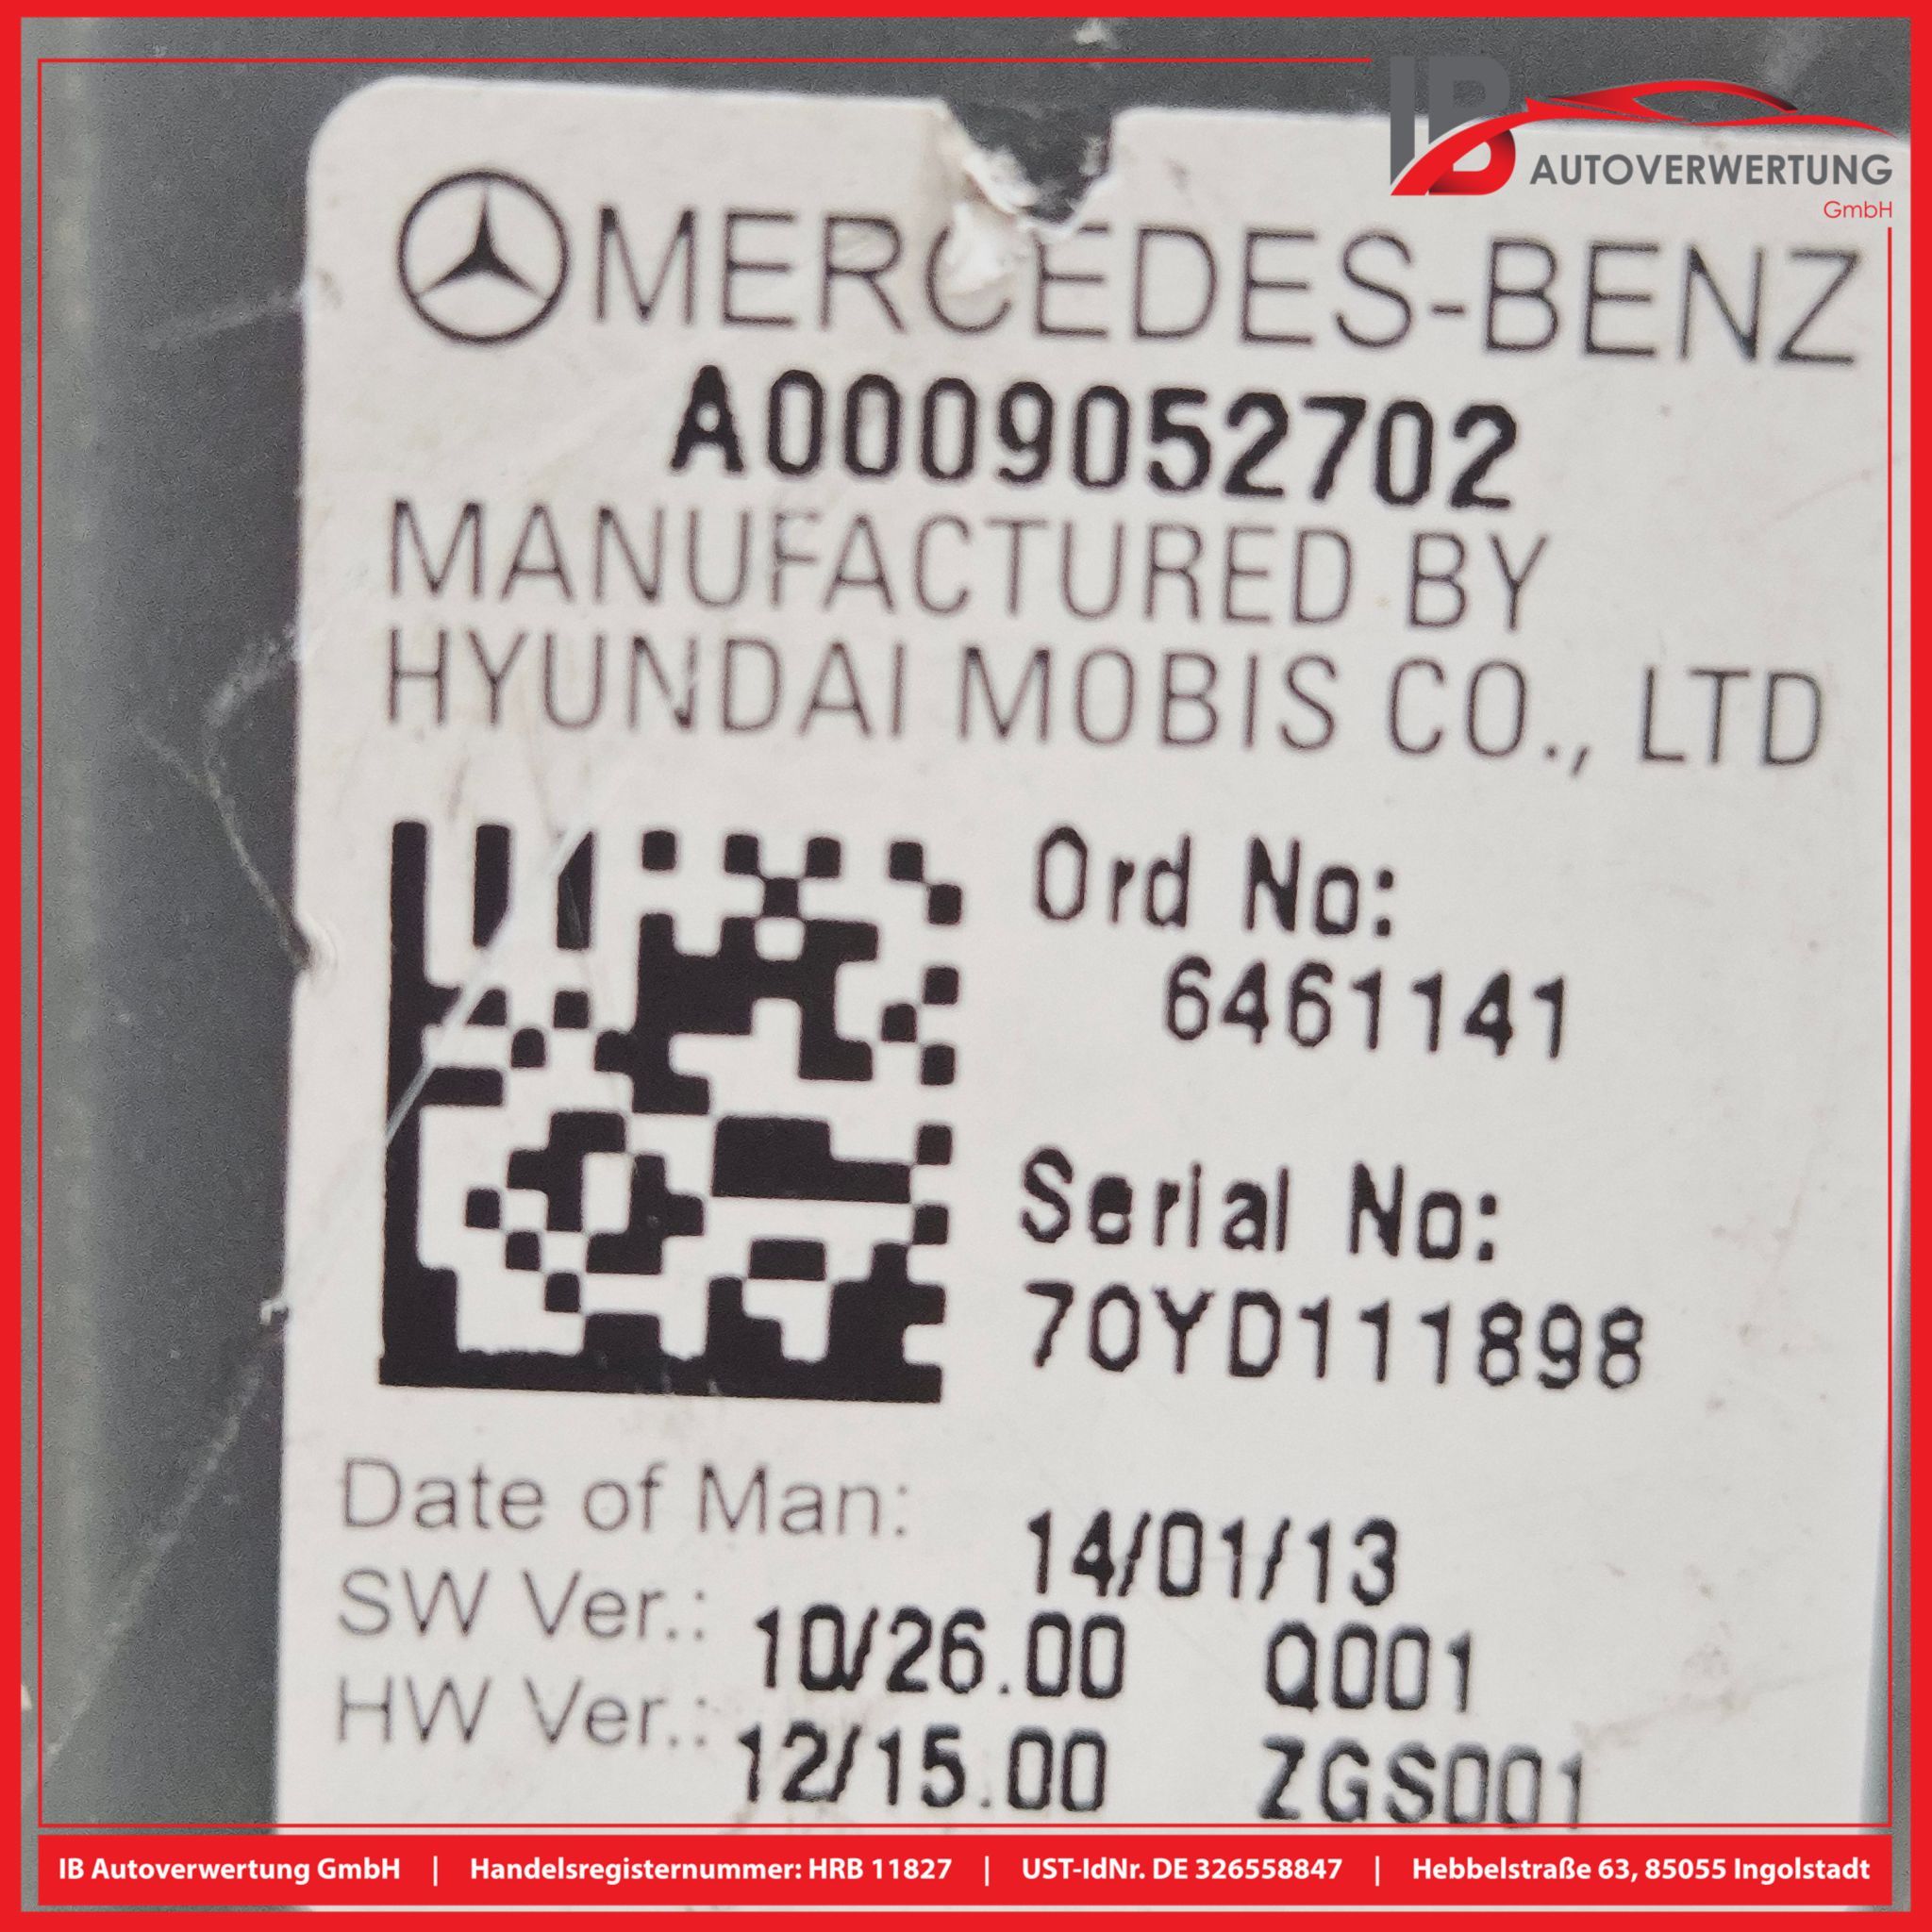 IB
AUTOVERWERTUNG
GmbH
MERCEDES-BENZ
A0009052702
MANUFACTURED BY
HYUNDAI MOBIS CO., LTD
Ord No:
6461141
Serial No:
70YD111898
Date of Man: 14/01/13
SW Ver.: 10/26.00 Q001
HW Ver.: 12/15.00 ZGS001
IB Autoverwertung GmbH | Handelsregisternummer: HRB 11827 | UST-IdNr. DE 326558847 | Hebbelstraße 63, 85055 Ingolstadt